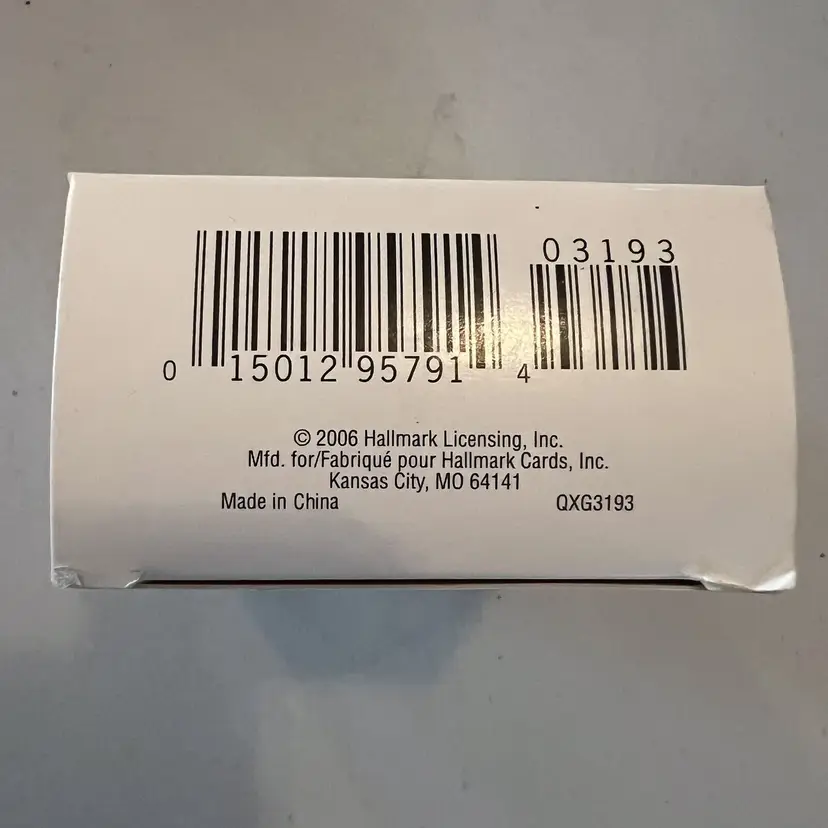 03193
0 15012 95791 4
© 2006 Hallmark Licensing, Inc.
Mfd. for/Fabriqué pour Hallmark Cards, Inc.
Kansas City, MO 64141
Made in China QXG3193